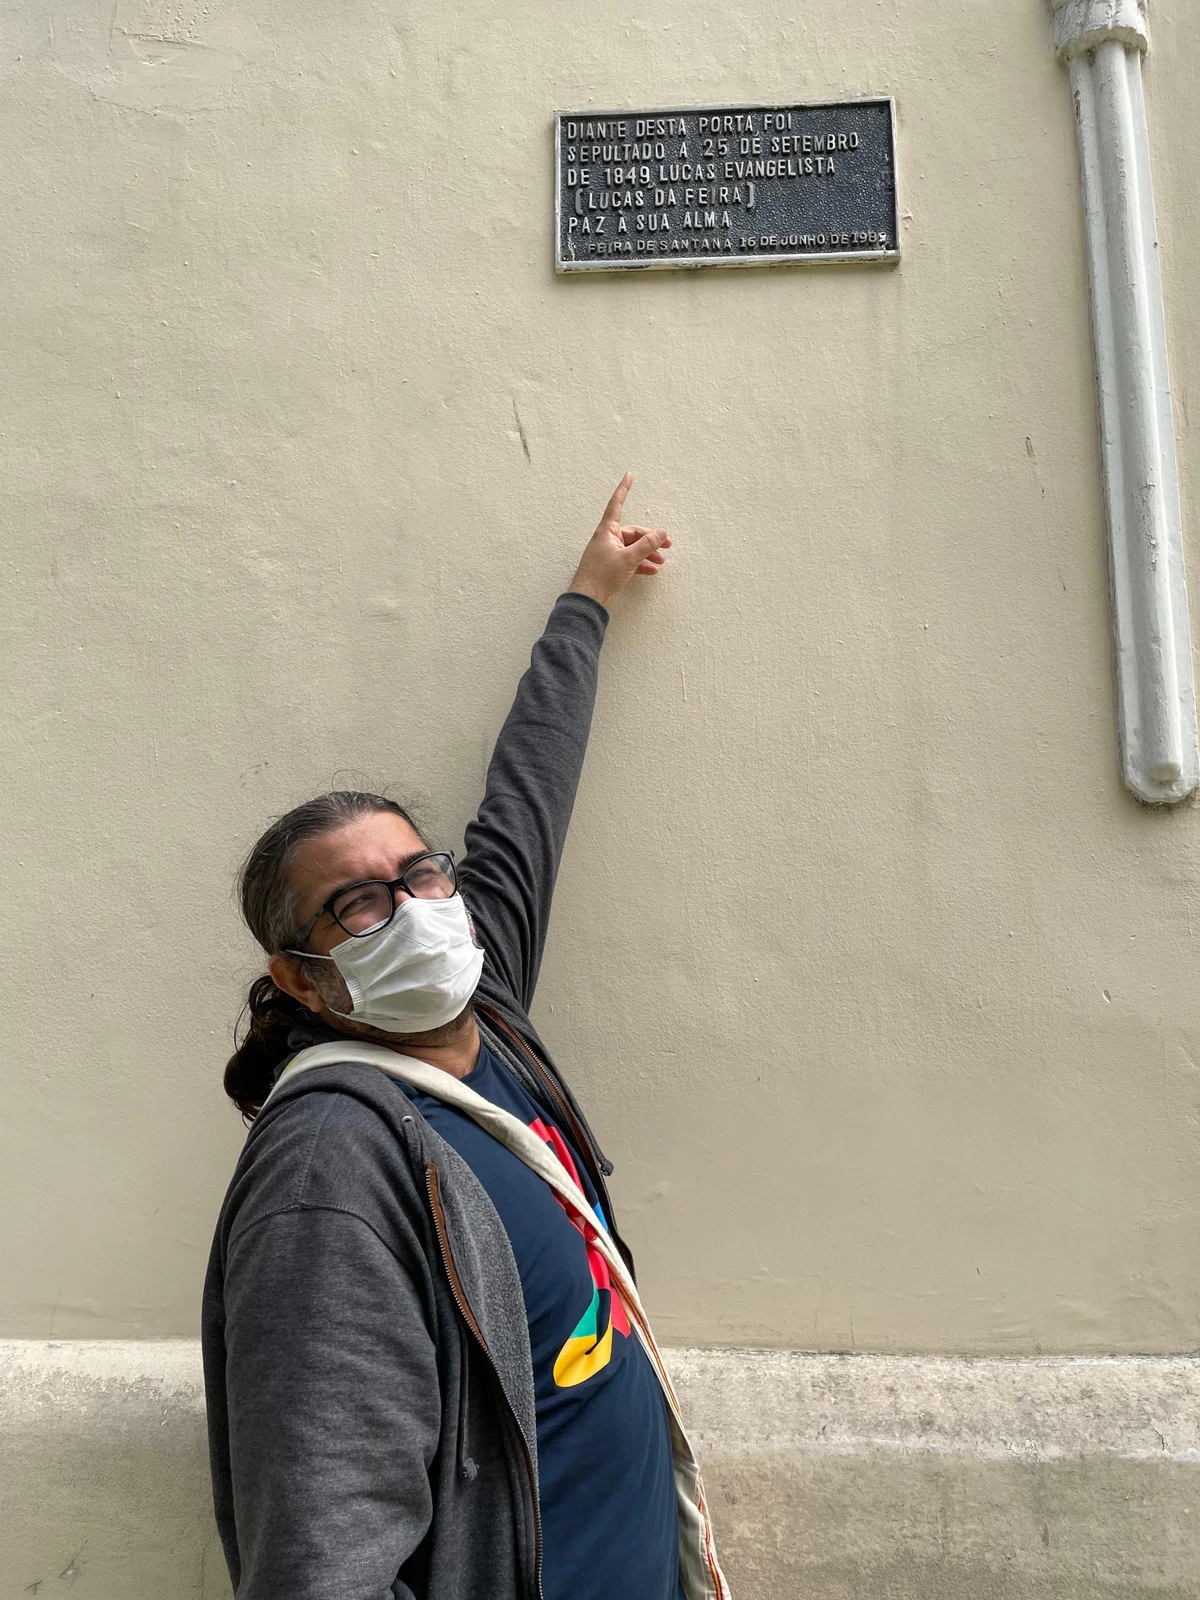 DIANTE DESTA PORTA FOI
SEPULTADO A 25 DE SETEMBRO
DE 1849, LUCAS EVANGELISTA
(LUCAS DA FEIRA)
PAZ À SUA ALMA
FEIRA DE SANTANA 16 DE JUNHO DE 1989